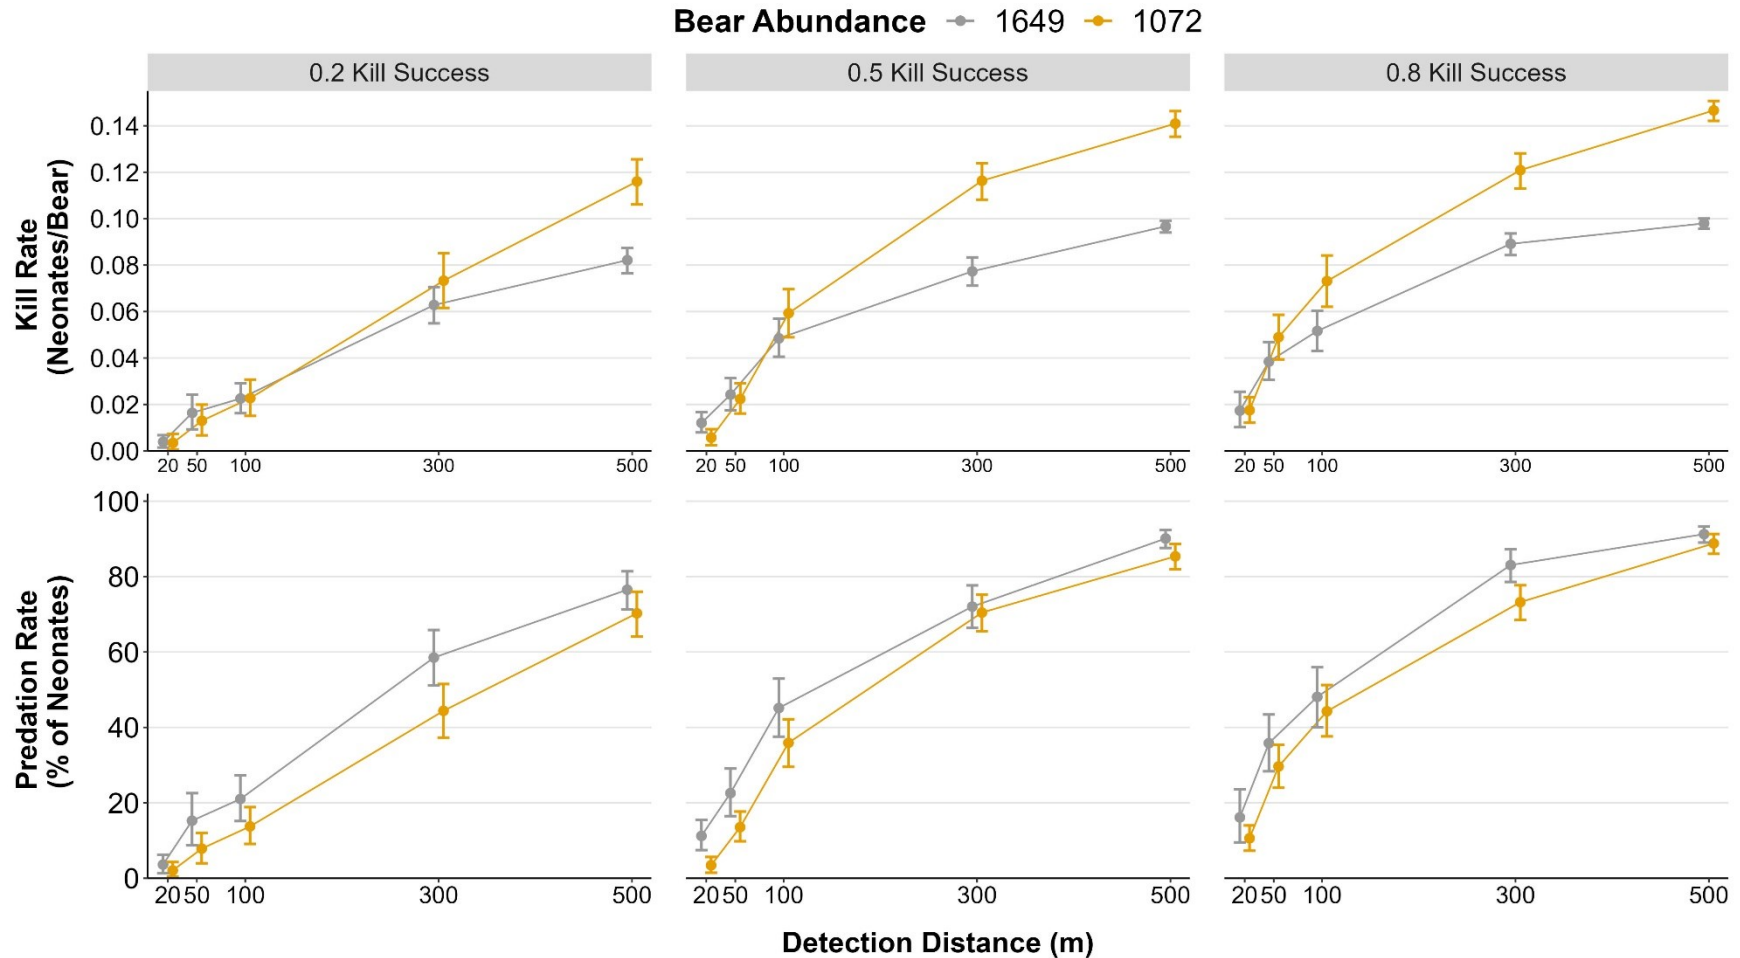 Bear Abundance 1649 1072
0.2 Kill Success 0.5 Kill Success 0.8 Kill Success
Kill Rate
(Neonates/Bear)
0.14
0.12
0.10
0.08
0.06
0.04
0.02
0.00
20 50 100 300 500 20 50 100 300 500 20 50 100 300 500
Predation Rate
(% of Neonates)
100
80
60
40
20
0
20 50 100 300 500 20 50 100 300 500 20 50 100 300 500
Detection Distance (m)